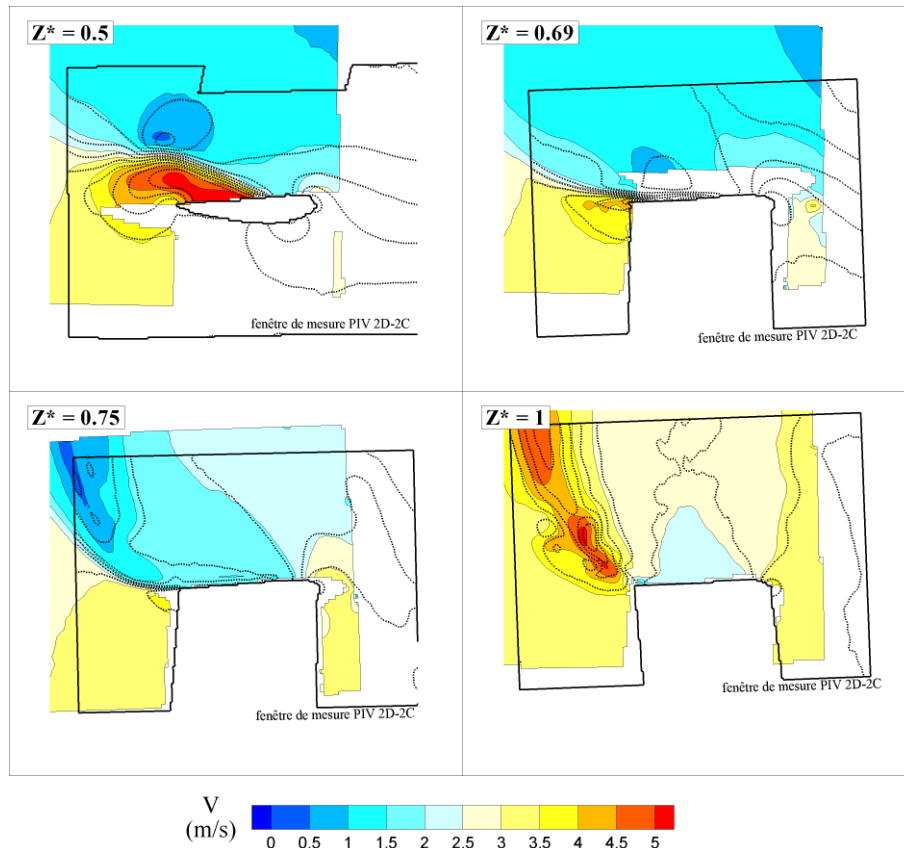 Z* = 0.5
Z* = 0.69
fenêtre de mesure PIV 2D-2C
fenêtre de mesure PIV 2D-2C
Z* = 0.75
Z* = 1
fenêtre de mesure PIV 2D-2C
fenêtre de mesure PIV 2D-2C
V
(m/s)
0 0.5 1 1.5 2 2.5 3 3.5 4 4.5 5